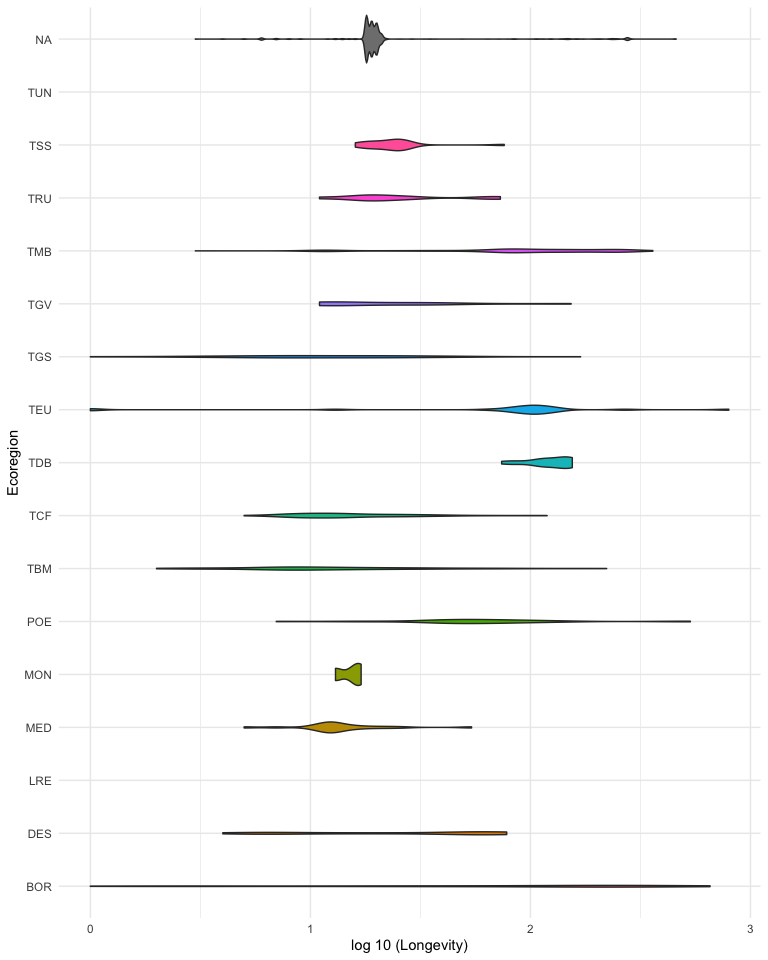 NA
TUN
TSS
TRU
TMB
TGV
TGS
TEU
TDB
TCF
TBM
POE
MON
MED
LRE
DES
BOR
Ecoregion
0 1 2 3
log 10 (Longevity)